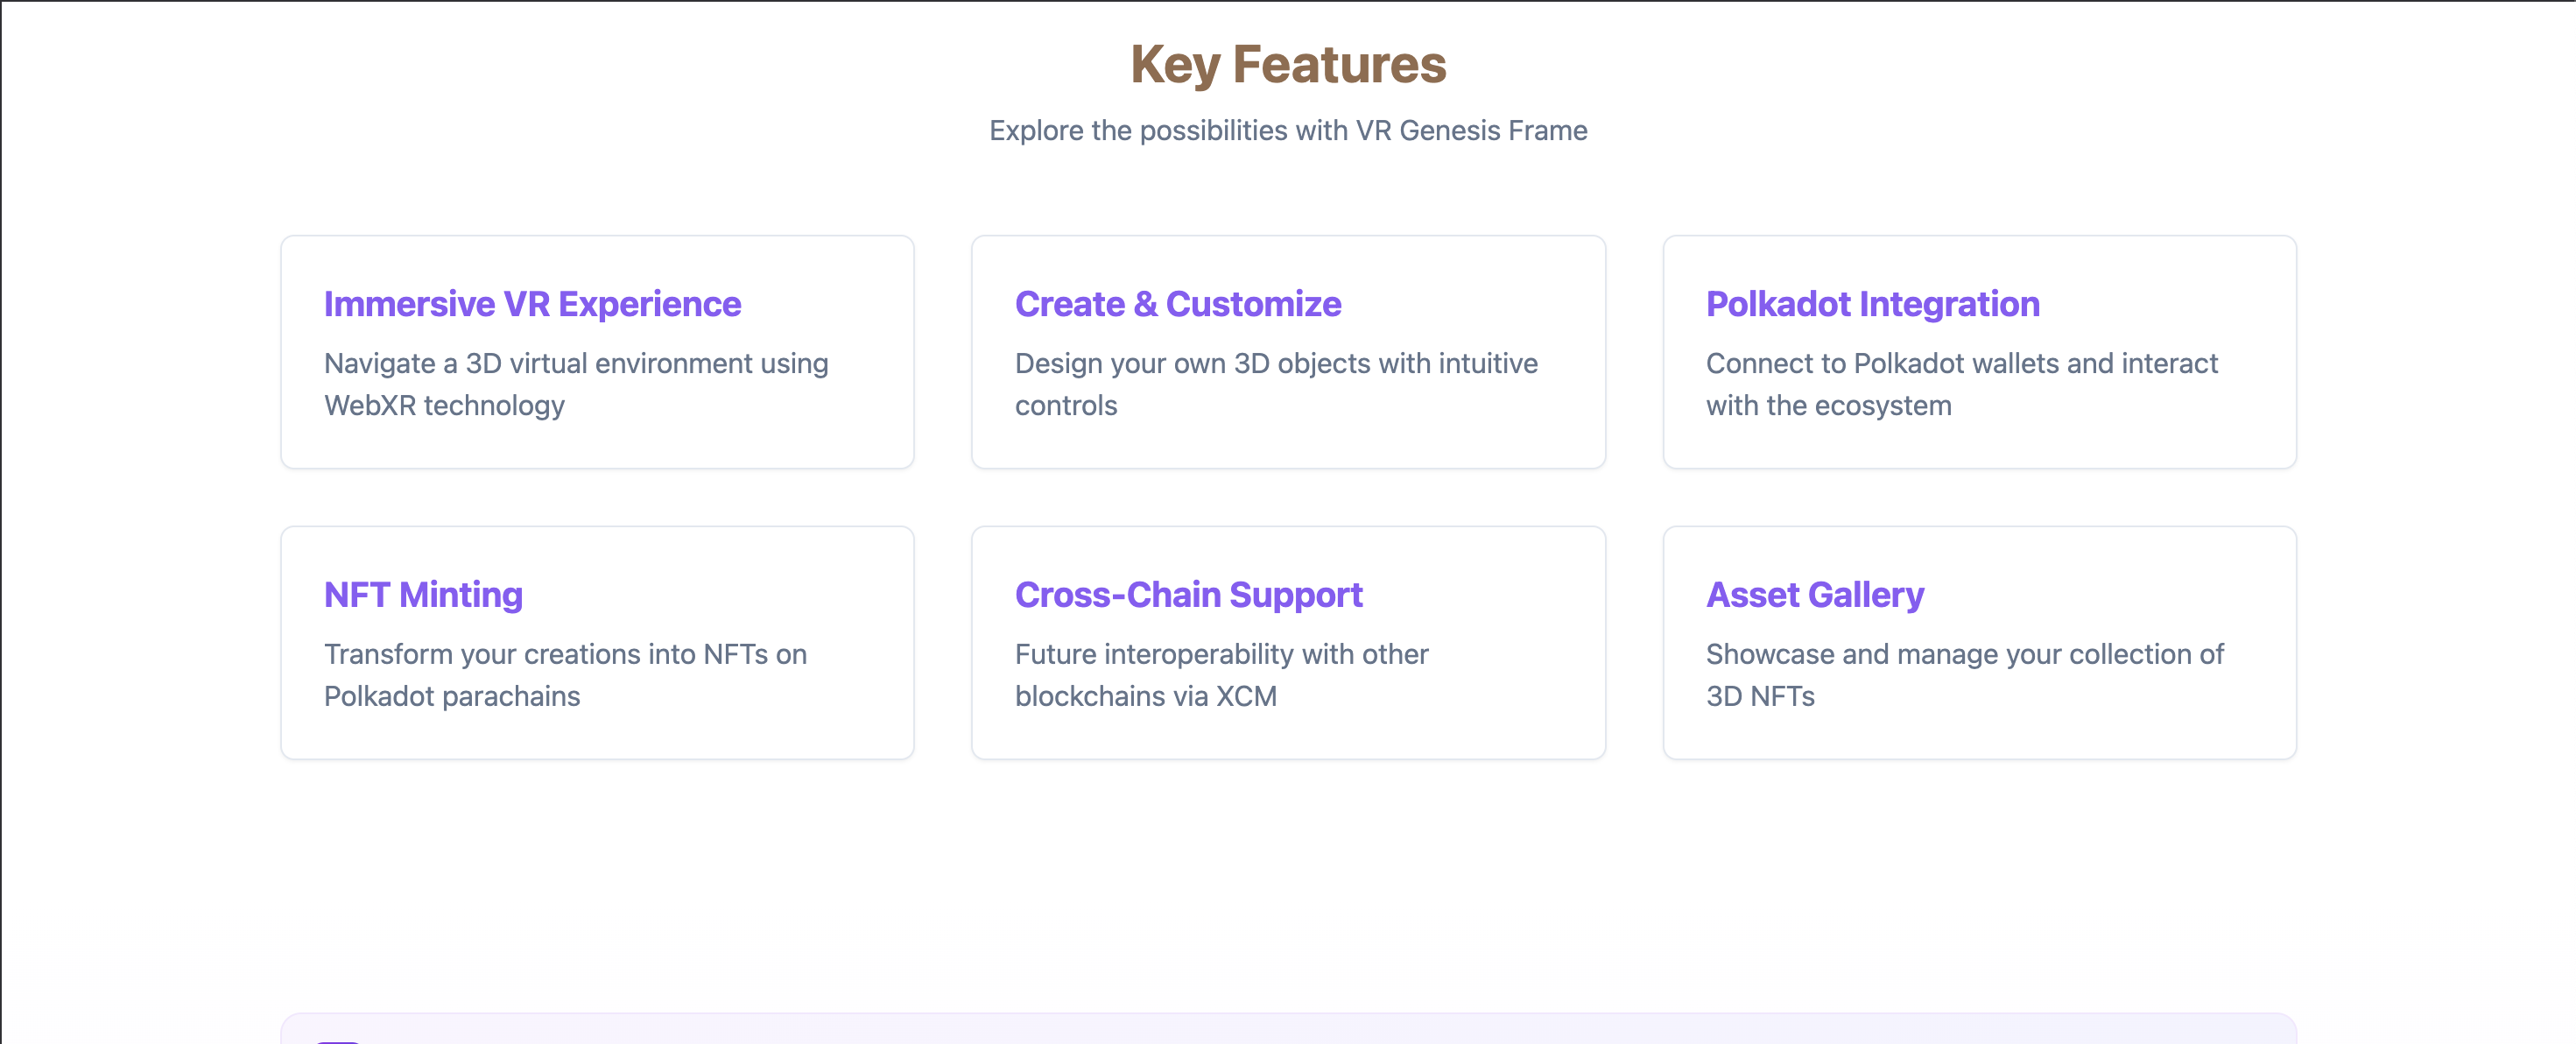 Key Features
Explore the possibilities with VR Genesis Frame
Immersive VR Experience
Navigate a 3D virtual environment using
WebXR technology
Create & Customize
Design your own 3D objects with intuitive
controls
Polkadot Integration
Connect to Polkadot wallets and interact
with the ecosystem
NFT Minting
Transform your creations into NFTs on
Polkadot parachains
Cross-Chain Support
Future interoperability with other
blockchains via XCM
Asset Gallery
Showcase and manage your collection of
3D NFTs